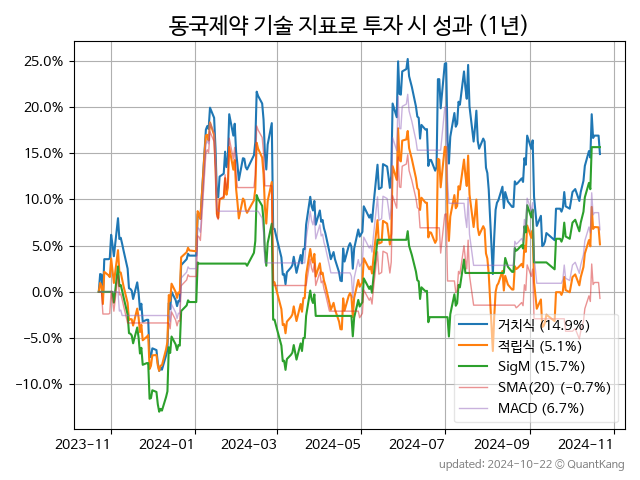 동국제약 기술 지표로 투자 시 성과 (1년)
25.0%
20.0%
15.0%
10.0%
5.0%
0.0%
−5.0%
−10.0%
거치식 (14.9%)
적립식 (5.1%)
SigM (15.7%)
SMA(20) (−0.7%)
MACD (6.7%)
2023-11 2024-01 2024-03 2024-05 2024-07 2024-09 2024-11
updated: 2024-10-22 © QuantKang